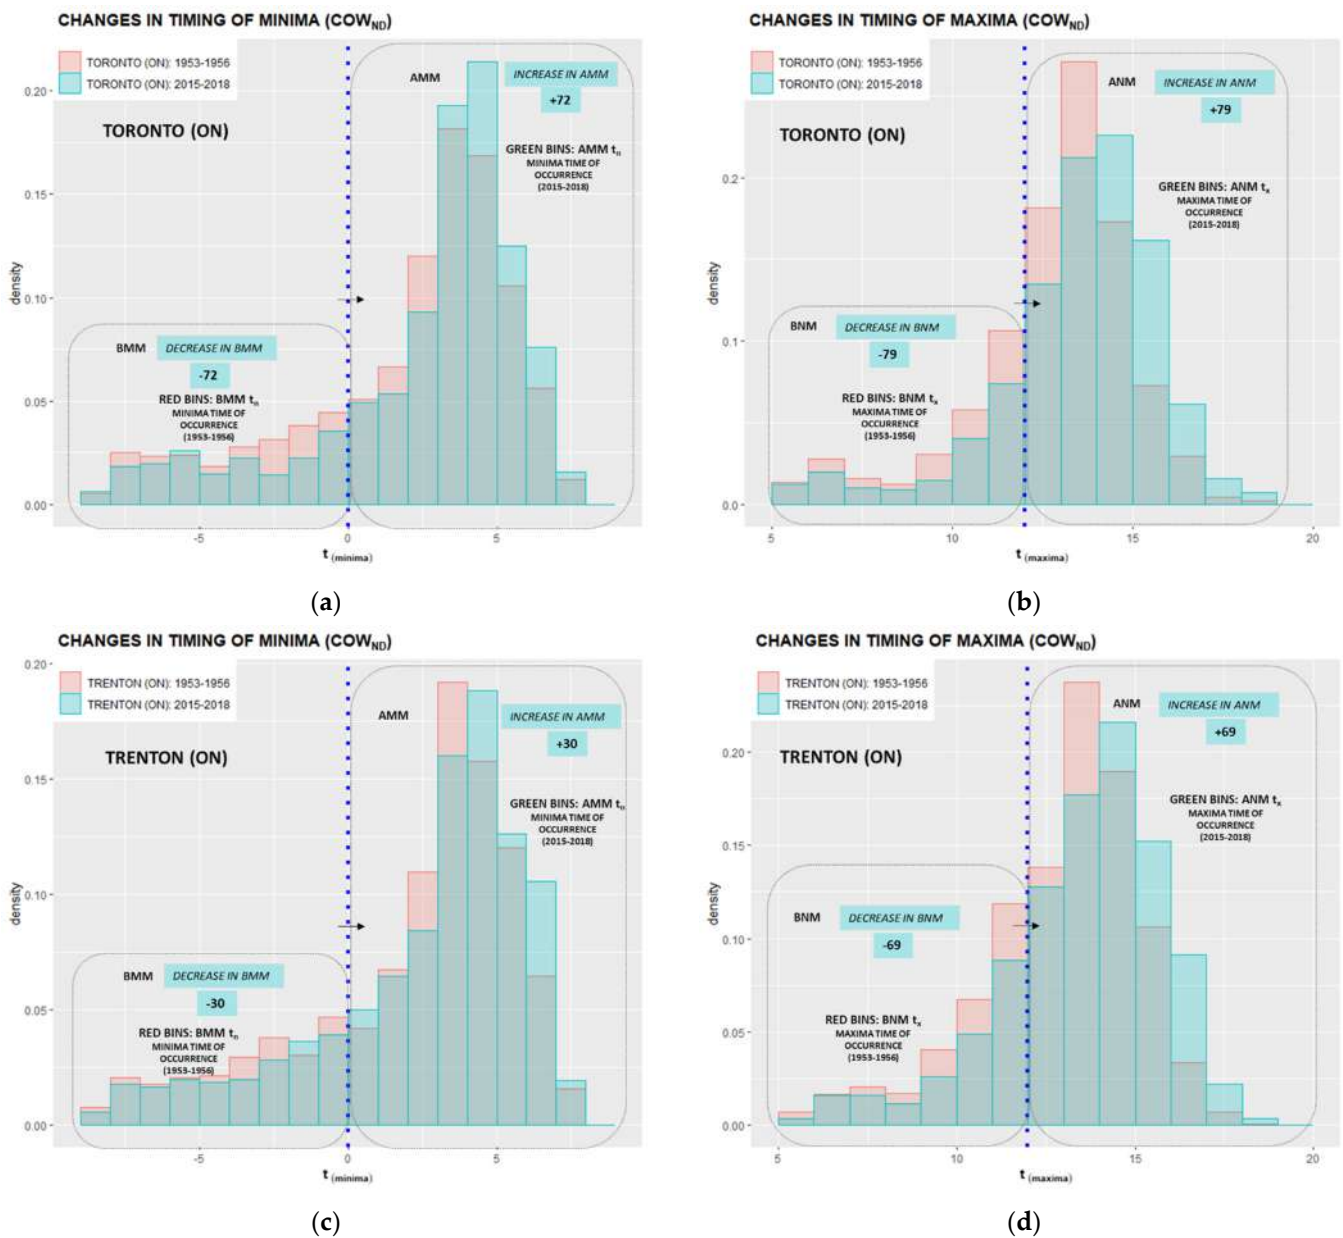 CHANGES IN TIMING OF MINIMA (COWND)
TORONTO (ON): 1953-1956
TORONTO (ON): 2015-2018
TORONTO (ON)
AMM
INCREASE IN AMM
+72
GREEN BINS: AMM tn
MINIMA TIME OF
OCCURRENCE
(2015-2018)
BMM
DECREASE IN BMM
-72
RED BINS: BMM tn
MINIMA TIME OF
OCCURRENCE
(1953-1956)
density
0.20
0.15
0.10
0.05
0.00
-5
0
5
t (minima)
(a)
CHANGES IN TIMING OF MAXIMA (COWND)
TORONTO (ON): 1953-1956
TORONTO (ON): 2015-2018
TORONTO (ON)
ANM
INCREASE IN ANM
+79
GREEN BINS: ANM tx
MAXIMA TIME OF
OCCURRENCE
(2015-2018)
BNM
DECREASE IN BNM
-79
RED BINS: BNM tx
MAXIMA TIME OF
OCCURRENCE
(1953-1956)
density
0.2
0.1
0.0
5
10
15
20
t (maxima)
(b)
CHANGES IN TIMING OF MINIMA (COWND)
TRENTON (ON): 1953-1956
TRENTON (ON): 2015-2018
TRENTON (ON)
AMM
INCREASE IN AMM
+30
GREEN BINS: AMM tn
MINIMA TIME OF
OCCURRENCE
(2015-2018)
BMM
DECREASE IN BMM
-30
RED BINS: BMM tn
MINIMA TIME OF
OCCURRENCE
(1953-1956)
density
0.20
0.15
0.10
0.05
0.00
-5
0
5
t (minima)
(c)
CHANGES IN TIMING OF MAXIMA (COWND)
TRENTON (ON): 1953-1956
TRENTON (ON): 2015-2018
TRENTON (ON)
ANM
INCREASE IN ANM
+69
GREEN BINS: ANM tx
MAXIMA TIME OF
OCCURRENCE
(2015-2018)
BNM
DECREASE IN BNM
-69
RED BINS: BNM tx
MAXIMA TIME OF
OCCURRENCE
(1953-1956)
density
0.20
0.15
0.10
0.05
0.00
5
10
15
20
t (maxima)
(d)